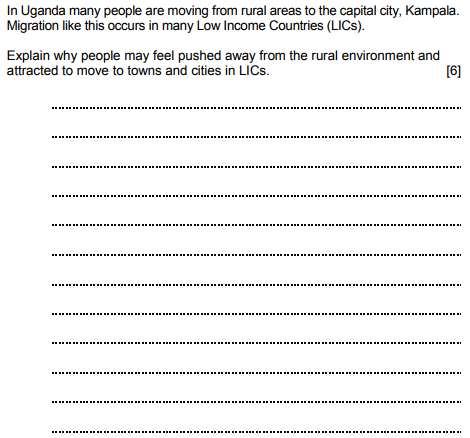 In Uganda many people are moving from rural areas to the capital city, Kampala.
Migration like this occurs in many Low Income Countries (LICs).
Explain why people may feel pushed away from the rural environment and
attracted to move to towns and cities in LICs. [6]